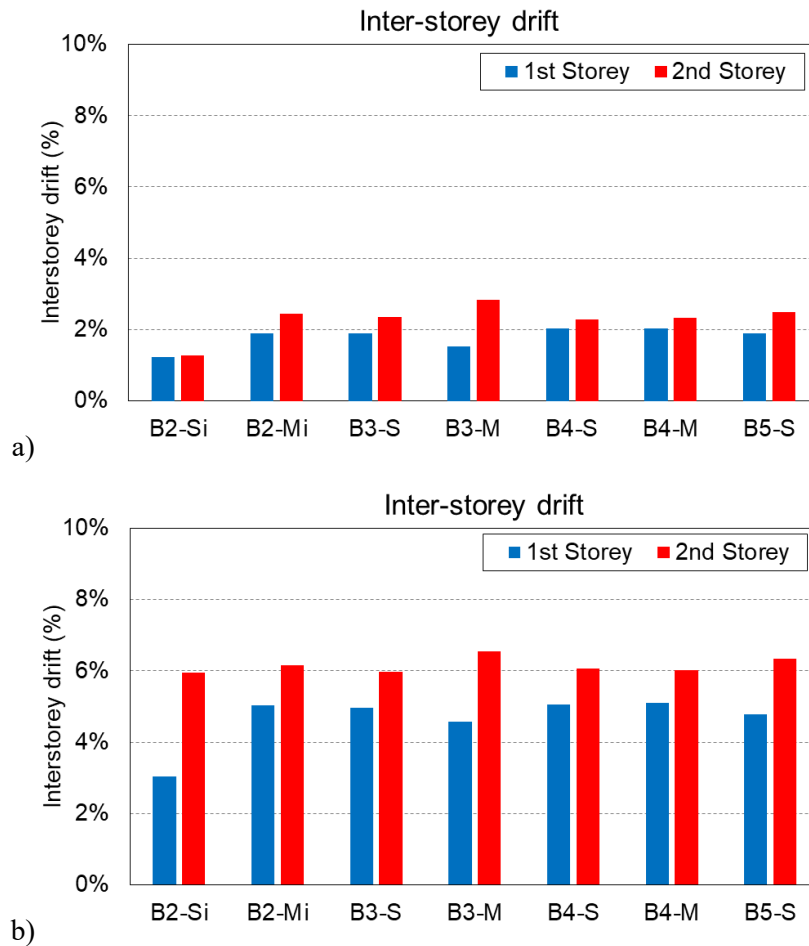 Inter-storey drift
1st Storey 2nd Storey
Interstorey drift (%)
10%
8%
6%
4%
2%
0%
B2-Si B2-Mi B3-S B3-M B4-S B4-M B5-S
a)
Inter-storey drift
1st Storey 2nd Storey
Interstorey drift (%)
10%
8%
6%
4%
2%
0%
B2-Si B2-Mi B3-S B3-M B4-S B4-M B5-S
b)